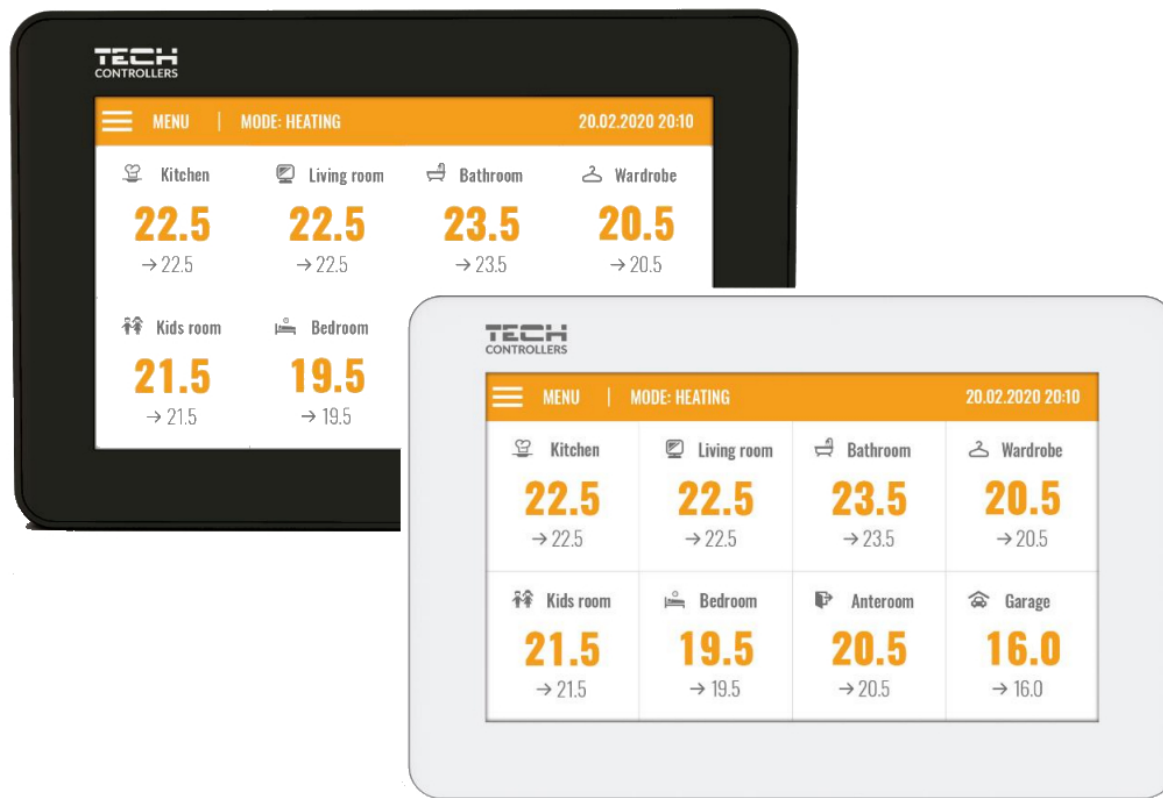 TECH
CONTROLLERS
MENU | MODE: HEATING 20.02.2020 20:10
Kitchen Living room Bathroom Wardrobe
22.5 22.5 23.5 20.5
→ 22.5 → 22.5 → 23.5 → 20.5
Kids room Bedroom
21.5 19.5
→ 21.5 → 19.5
TECH
CONTROLLERS
MENU | MODE: HEATING 20.02.2020 20:10
Kitchen Living room Bathroom Wardrobe
22.5 22.5 23.5 20.5
→ 22.5 → 22.5 → 23.5 → 20.5
Kids room Bedroom Anteroom Garage
21.5 19.5 20.5 16.0
→ 21.5 → 19.5 → 20.5 → 16.0